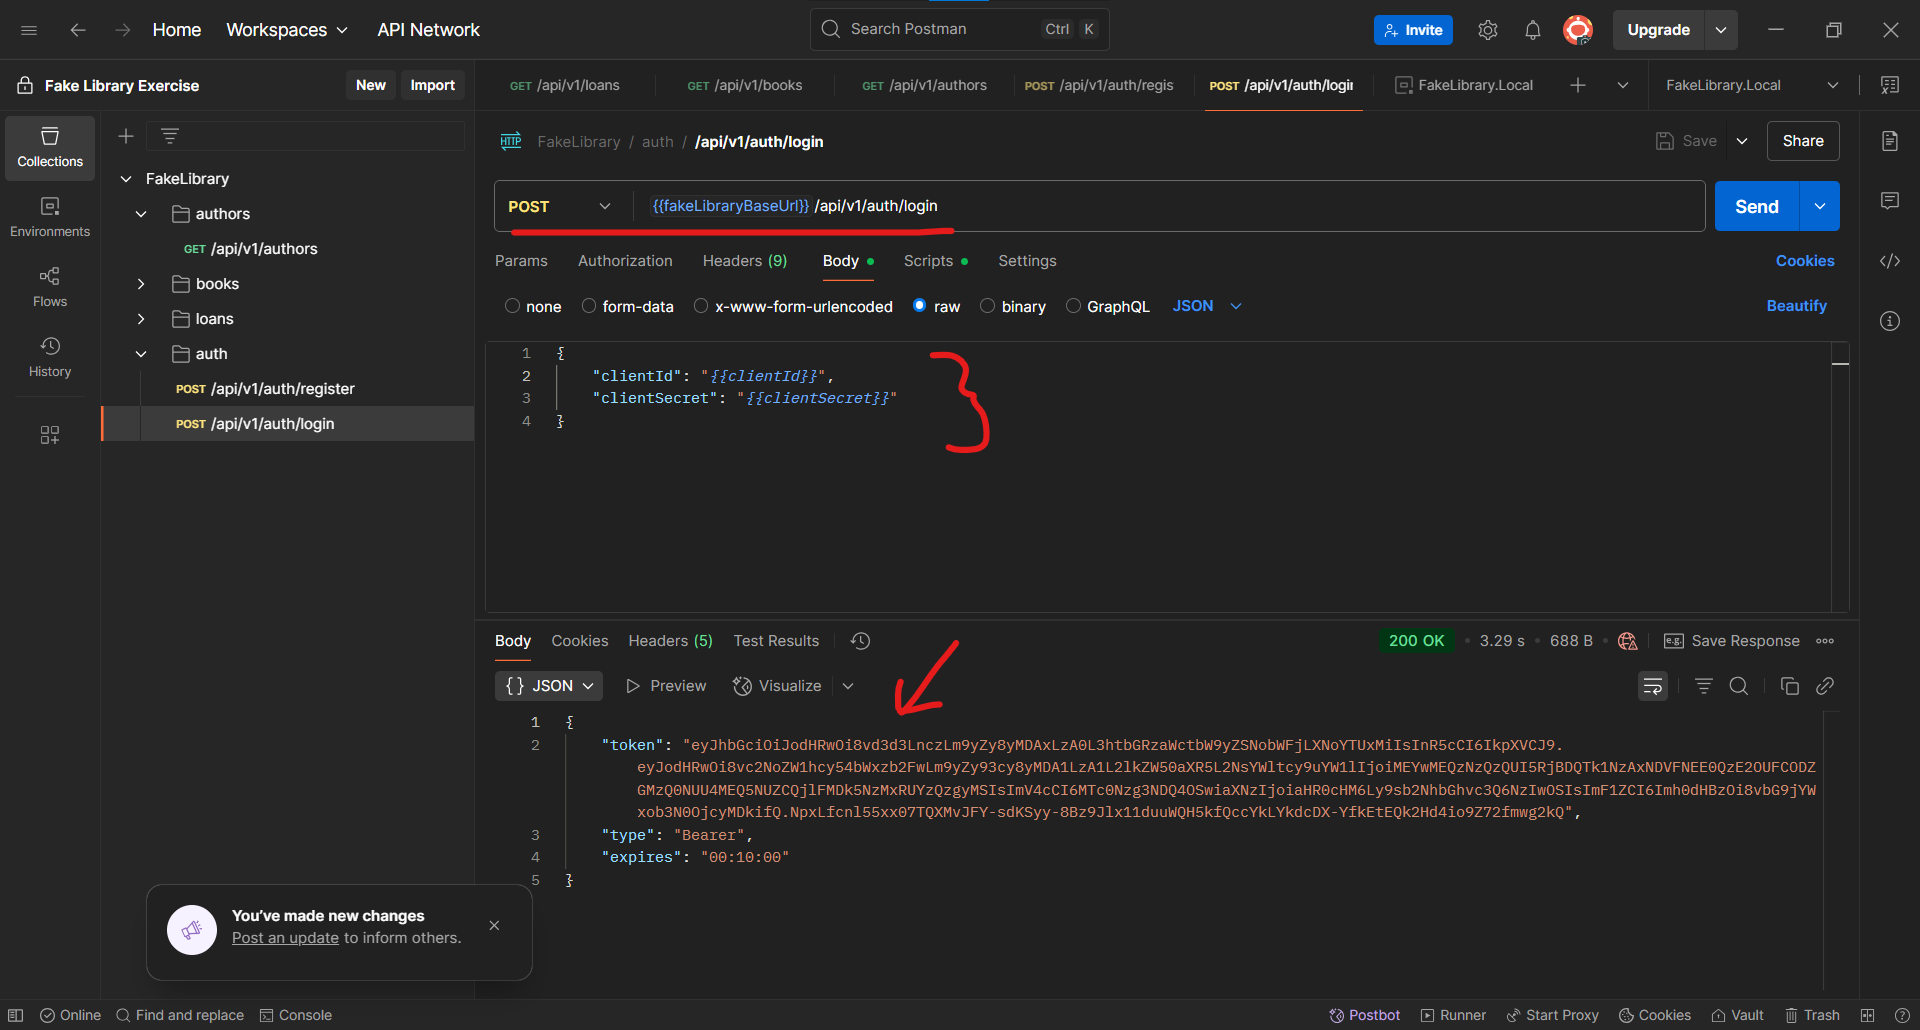 Home Workspaces API Network Search Postman Ctrl K Invite Upgrade
Fake Library Exercise New Import
GET /api/v1/loans GET /api/v1/books GET /api/v1/authors POST /api/v1/auth/regis POST /api/v1/auth/login FakeLibrary.Local FakeLibrary.Local
Collections
Environments
Flows
History
FakeLibrary
authors
GET /api/v1/authors
books
loans
auth
POST /api/v1/auth/register
POST /api/v1/auth/login
HTTP FakeLibrary / auth / /api/v1/auth/login Save Share
POST {{fakeLibraryBaseUrl}} /api/v1/auth/login Send
Params Authorization Headers (9) Body Scripts Settings Cookies
none form-data x-www-form-urlencoded raw binary GraphQL JSON Beautify
1 {
2 "clientId": "{{clientId}}",
3 "clientSecret": "{{clientSecret}}"
4 }
Body Cookies Headers (5) Test Results 200 OK 3.29 s 688 B e.g. Save Response
{} JSON Preview Visualize
1 {
2 "token": "eyJhbGciOiJodHRwOi8vd3d3LnczLm9yZy8yMDAxLzA0L3htbGRzaWctbW9yZSNobWFjLXNoYTUxMiIsInR5cCI6IkpXVCJ9.
eyJodHRwOi8vc2NoZW1hcy54bWxzb2FwLm9yZy93cy8yMDA1LzA1L2lkZW50aXR5L2NsYWltcy9uYW1lIjoiMEYwMEQzNzQzQUI5RjBDQTk1NzAxNDVFNEE0QzE2OUFCODZ
GMzQ0NUU4MEQ5NUZCQjlFMDk5NzMxRUYzQzgyMSIsImV4cCI6MTc0Nzg3NDQ4OSwiaXNzIjoiaHR0cHM6Ly9sb2NhbGhvc3Q6NzIwOSIsImF1ZCI6Imh0dHBzOi8vbG9jYW
xob3N0OjcyMDkifQ.NpxLfcnl55xx07TQXMvJFY-sdKSyy-8Bz9Jlx11duuWQH5kfQccYkLYkdcDX-YfkEtEQk2Hd4io9Z72fmwg2kQ",
3 "type": "Bearer",
4 "expires": "00:10:00"
5 }
You've made new changes
Post an update to inform others.
Online Find and replace Console Postbot Runner Start Proxy Cookies Vault Trash